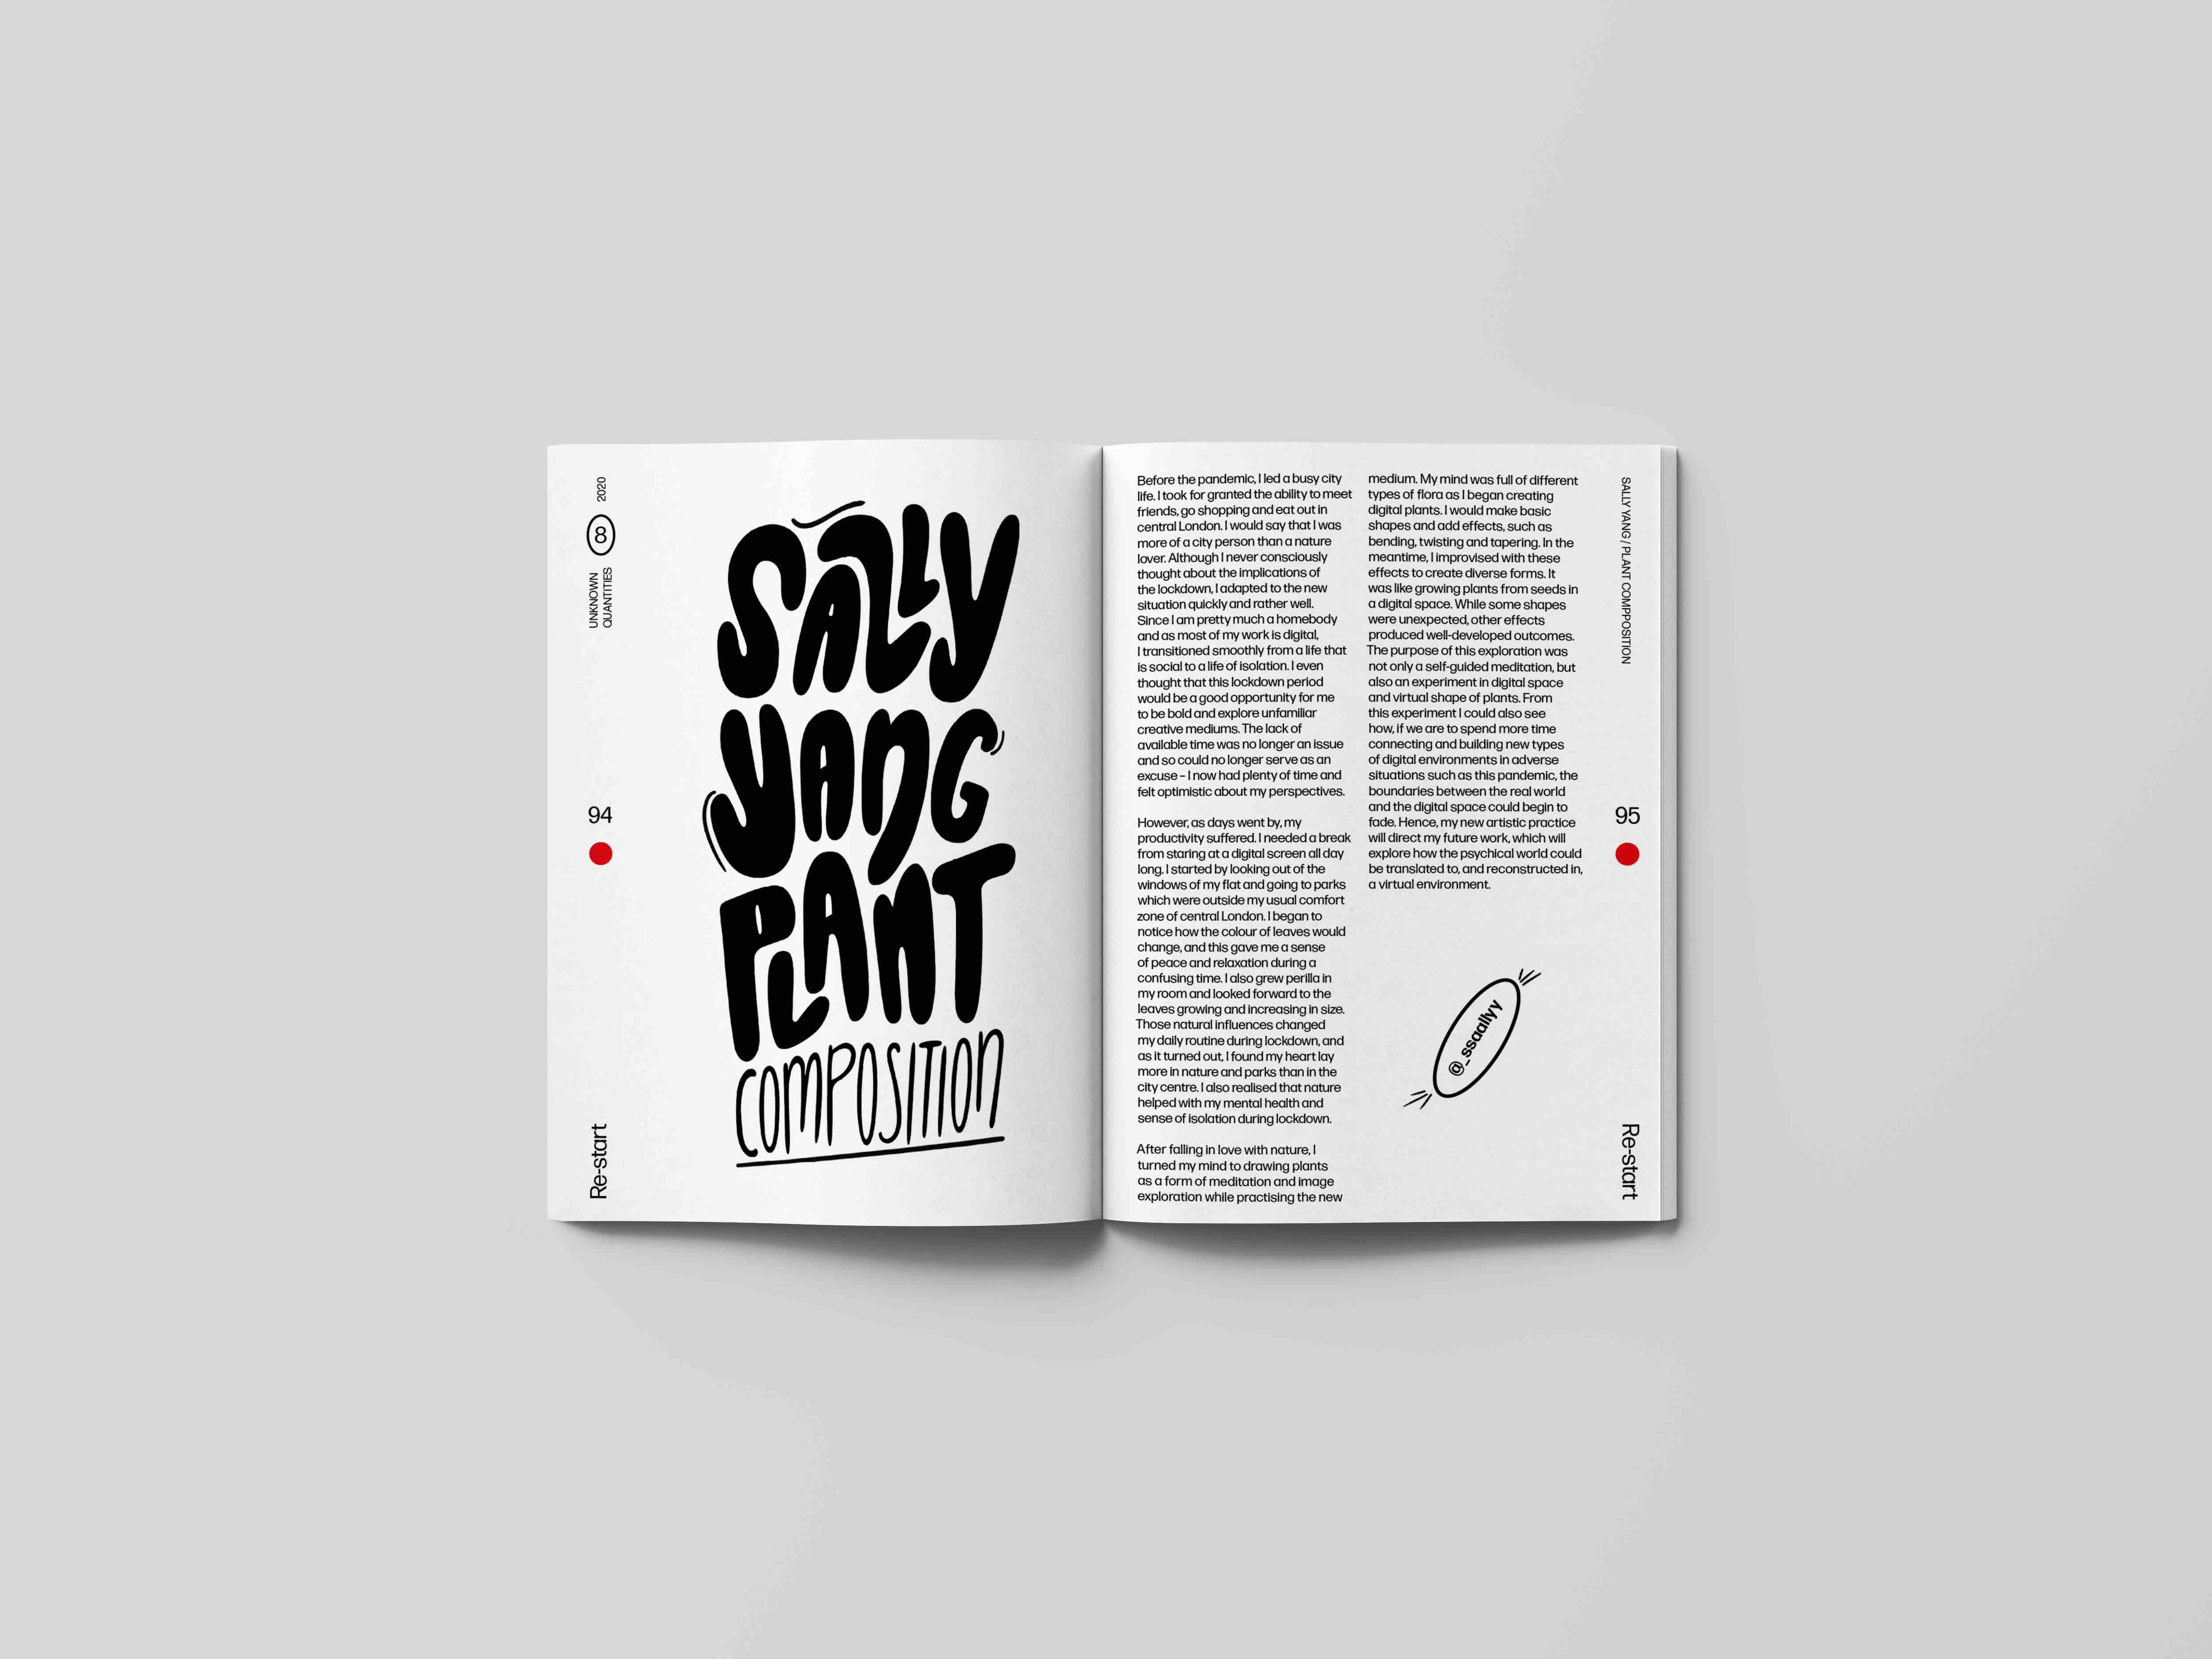 2020
8
UNKNOWN
QUANTITIES
94
Re-start
SALLY
YANG
PLANT
COMPOSITION
Before the pandemic, I led a busy city
life. I took for granted the ability to meet
friends, go shopping and eat out in
central London. I would say that I was
more of a city person than a nature
lover. Although I never consciously
thought about the implications of
the lockdown, I adapted to the new
situation quickly and rather well.
Since I am pretty much a homebody
and as most of my work is digital,
I transitioned smoothly from a life that
is social to a life of isolation. I even
thought that this lockdown period
would be a good opportunity for me
to be bold and explore unfamiliar
creative mediums. The lack of
available time was no longer an issue
and so could no longer serve as an
excuse – I now had plenty of time and
felt optimistic about my perspectives.
However, as days went by, my
productivity suffered. I needed a break
from staring at a digital screen all day
long. I started by looking out of the
windows of my flat and going to parks
which were outside my usual comfort
zone of central London. I began to
notice how the colour of leaves would
change, and this gave me a sense
of peace and relaxation during a
confusing time. I also grew perilla in
my room and looked forward to the
leaves growing and increasing in size.
Those natural influences changed
my daily routine during lockdown, and
as it turned out, I found my heart lay
more in nature and parks than in the
city centre. I also realised that nature
helped with my mental health and
sense of isolation during lockdown.
After falling in love with nature, I
turned my mind to drawing plants
as a form of meditation and image
exploration while practising the new
medium. My mind was full of different
types of flora as I began creating
digital plants. I would make basic
shapes and add effects, such as
bending, twisting and tapering. In the
meantime, I improvised with these
effects to create diverse forms. It
was like growing plants from seeds in
a digital space. While some shapes
were unexpected, other effects
produced well-developed outcomes.
The purpose of this exploration was
not only a self-guided meditation, but
also an experiment in digital space
and virtual shape of plants. From
this experiment I could also see
how, if we are to spend more time
connecting and building new types
of digital environments in adverse
situations such as this pandemic, the
boundaries between the real world
and the digital space could begin to
fade. Hence, my new artistic practice
will direct my future work, which will
explore how the psychical world could
be translated to, and reconstructed in,
a virtual environment.
@_ssaallyy
SALLY YANG / PLANT COMPOSITION
95
Re-start